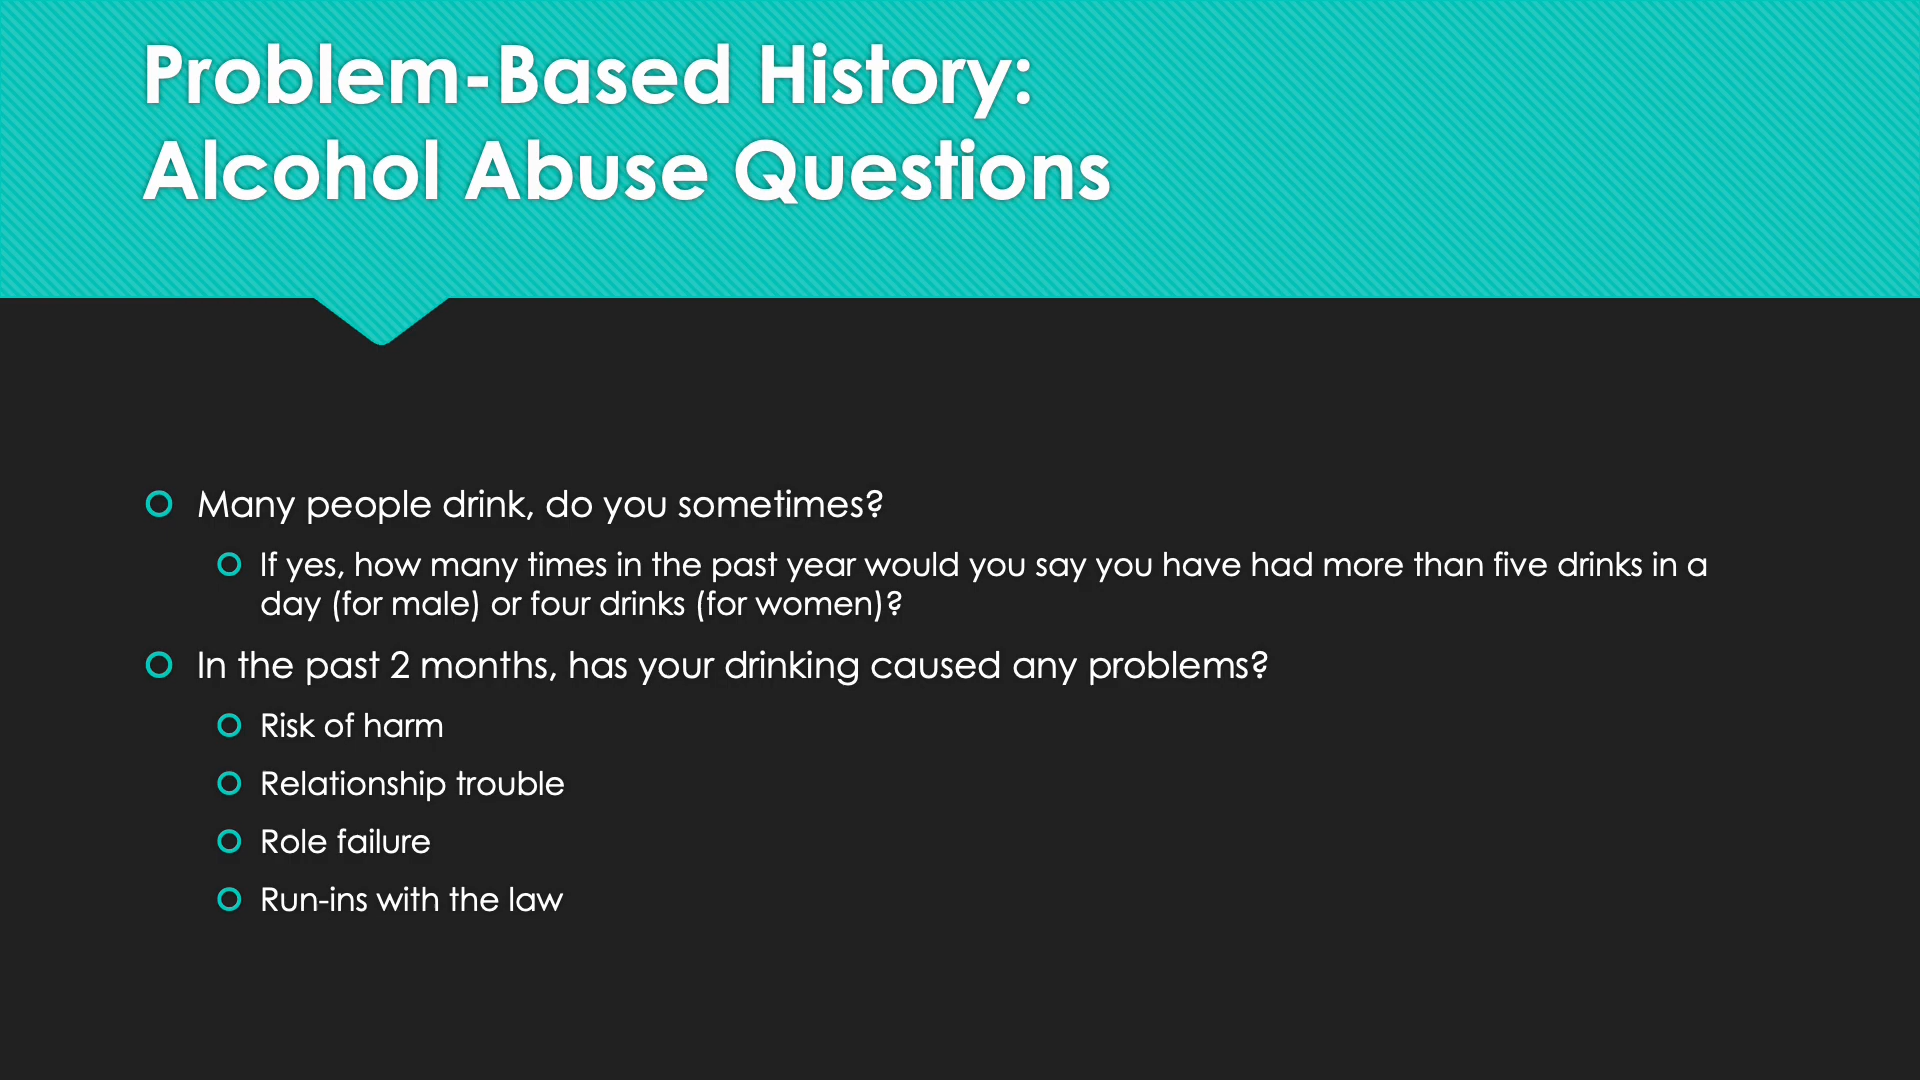 Problem-Based History:
Alcohol Abuse Questions
Many people drink, do you sometimes?
If yes, how many times in the past year would you say you have had more than five drinks in a
day (for male) or four drinks (for women)?
In the past 2 months, has your drinking caused any problems?
Risk of harm
Relationship trouble
Role failure
Run-ins with the law